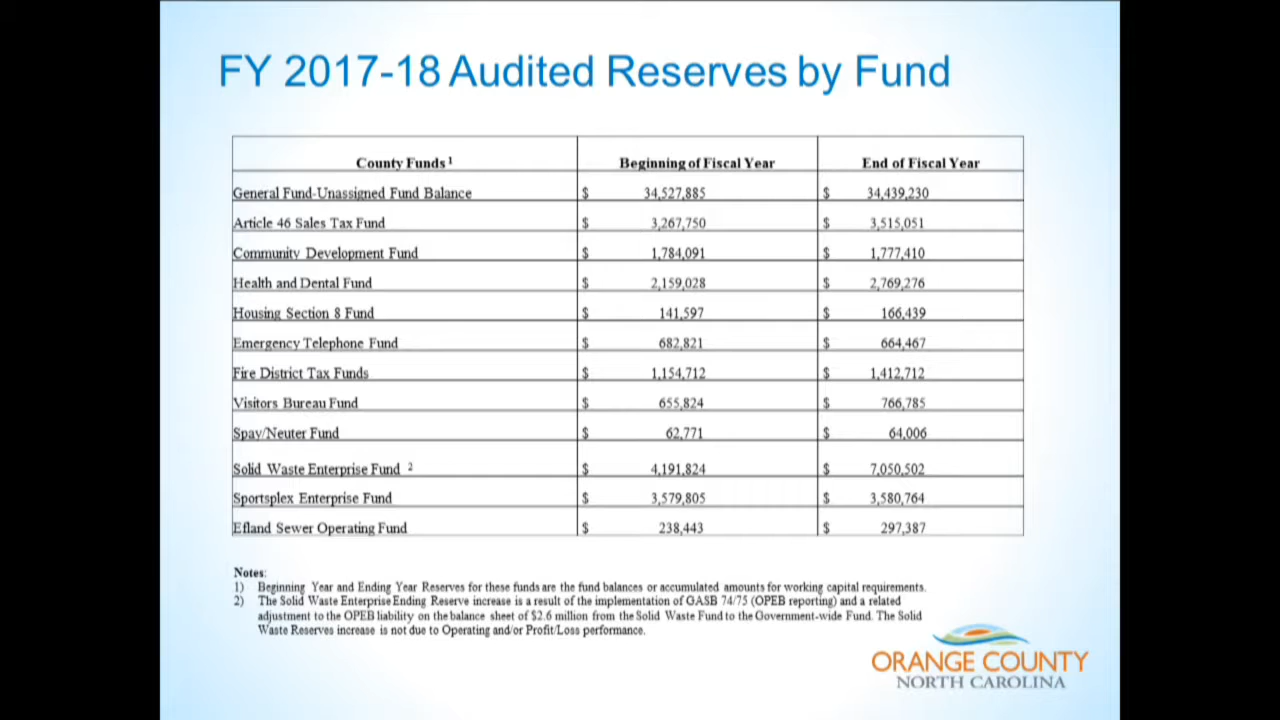 FY 2017-18 Audited Reserves by Fund
County Funds 1 Beginning of Fiscal Year End of Fiscal Year
General Fund-Unassigned Fund Balance $ 34,527,885 $ 34,439,230
Article 46 Sales Tax Fund $ 3,267,750 $ 3,515,051
Community Development Fund $ 1,784,091 $ 1,777,410
Health and Dental Fund $ 2,159,028 $ 2,769,276
Housing Section 8 Fund $ 141,597 $ 166,439
Emergency Telephone Fund $ 682,821 $ 664,467
Fire District Tax Funds $ 1,154,712 $ 1,412,712
Visitors Bureau Fund $ 655,824 $ 766,785
Spay/Neuter Fund $ 62,771 $ 64,006
Solid Waste Enterprise Fund 2 $ 4,191,824 $ 7,050,502
Sportsplex Enterprise Fund $ 3,579,805 $ 3,580,764
Efland Sewer Operating Fund $ 238,443 $ 297,387
Notes:
1) Beginning Year and Ending Year Reserves for these funds are the fund balances or accumulated amounts for working capital requirements.
2) The Solid Waste Enterprise Ending Reserve increase is a result of the implementation of GASB 74/75 (OPEB reporting) and a related
adjustment to the OPEB liability on the balance sheet of $2.6 million from the Solid Waste Fund to the Government-wide Fund. The Solid
Waste Reserves increase is not due to Operating and/or Profit/Loss performance.
ORANGE COUNTY
NORTH CAROLINA